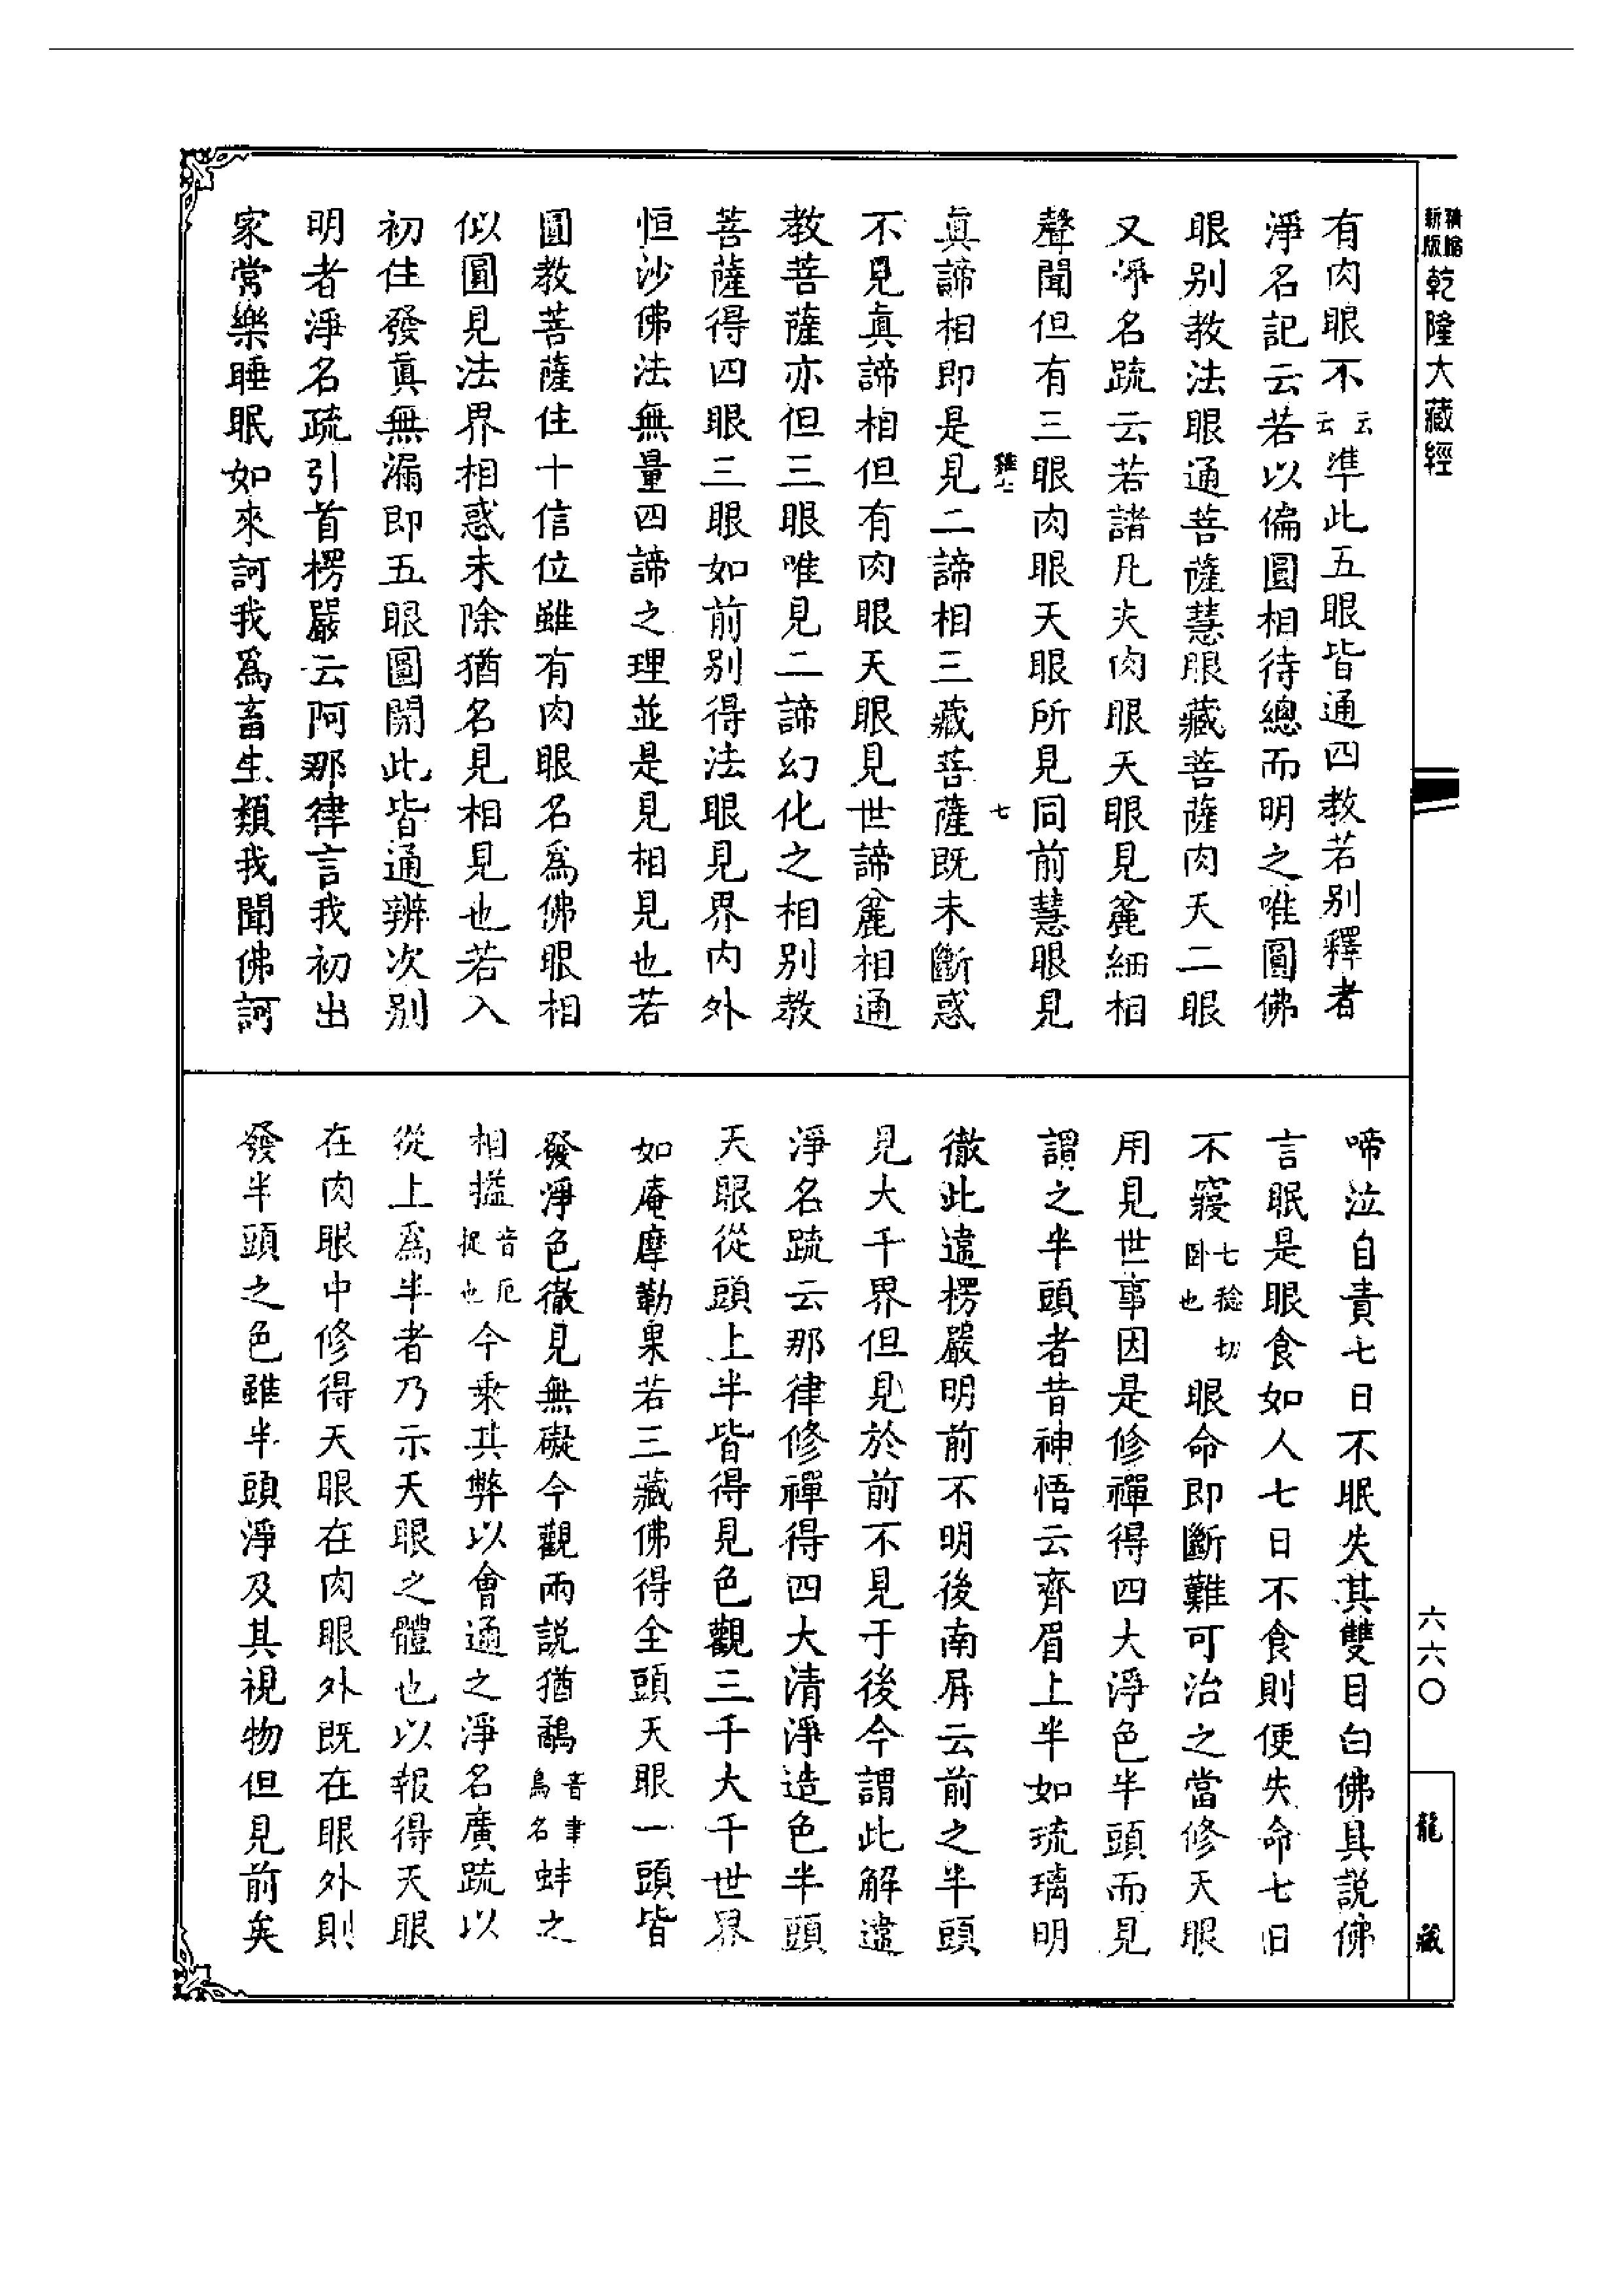 新版精縮乾隆大藏經
有肉眼不云云準此五眼皆通四教若別釋者
淨名記云若以偏圓相待總而明之唯圓佛
眼別教法眼通菩薩慧眼藏菩薩肉天二眼
又淨名疏云若諸凡夫肉眼天眼見麄細相
聲聞但有三眼肉眼天眼所見同前慧眼見
七
真諦相即是見二諦相三藏菩薩既未斷惑
不見真諦相但有肉眼天眼見世諦麄相通
教菩薩亦但三眼唯見二諦幻化之相別教
菩薩得四眼三眼如前別得法眼見界內外
恒沙佛法無量四諦之理並是見相見也若
圓教菩薩住十信位雖有肉眼名為佛眼相
似圓見法界相惑未除猶名見相見也若入
初住發真無漏即五眼圓開此皆通辨次別
明者淨名疏引首楞嚴云阿那律言我初出
家常樂睡眠如來訶我為畜生類我聞佛訶
啼泣自責七日不眠失其雙目白佛具說佛
言眠是眼食如人七日不食則便失命七日
不寢七稔切臥也眼命即斷難可治之當修天眼
用見世事因是修禪得四大淨色半頭而見
謂之半頭者昔神悟云齊眉上半如琉璃明
徹此違楞嚴明前不明後南屏云前之半頭
見大千界但見於前不見于後今謂此解違
淨名疏云那律修禪得四大清淨造色半頭
天眼從頭上半皆得見色觀三千大千世界
如庵摩勒果若三藏佛得全頭天眼一頭皆
發淨色徹見無礙今觀兩說猶鷸音聿鳥名蚌之
相搤音厄捉也今乘其弊以會通之淨名廣疏以
從上為半者乃示天眼之體也以報得天眼
在肉眼中修得天眼在肉眼外既在眼外則
發半頭之色雖半頭淨及其視物但見前矣
六六〇
龍藏